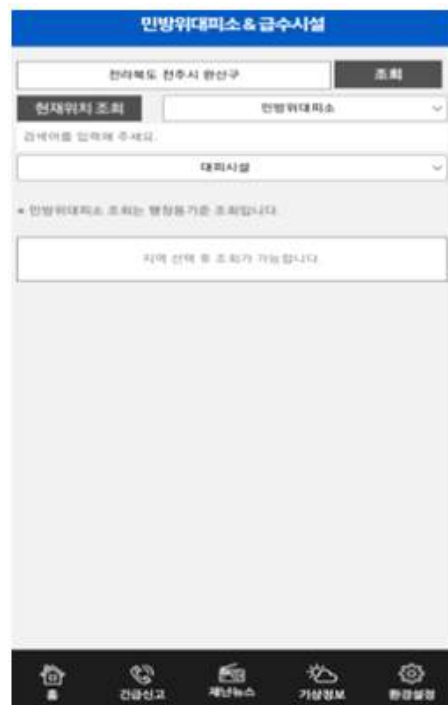 민방위대피소 & 급수시설
전라북도 전주시 완산구 조회
현재위치 조회 민방위대피소
검색어를 입력해 주세요.
대피시설
* 민방위대피소 조회는 행정동기준 조회입니다.
지역 선택 후 조회가 가능합니다.
홈 긴급신고 재난뉴스 기상정보 환경설정